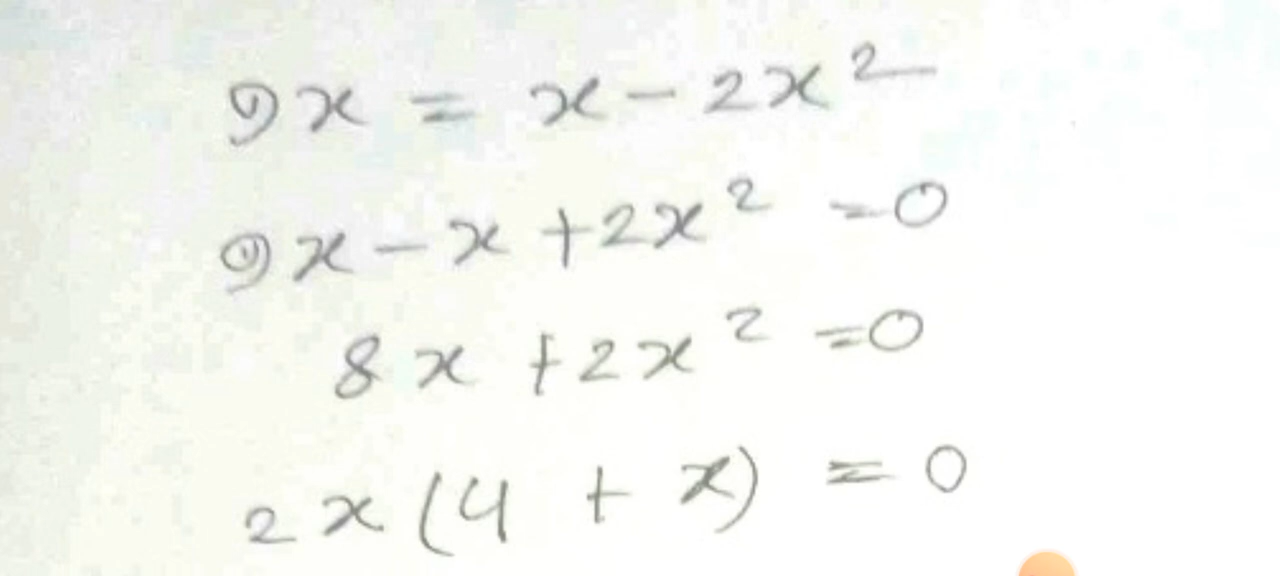 9x = x - 2x²
9x - x + 2x² = 0
8x + 2x² = 0
2x (4 + x) = 0